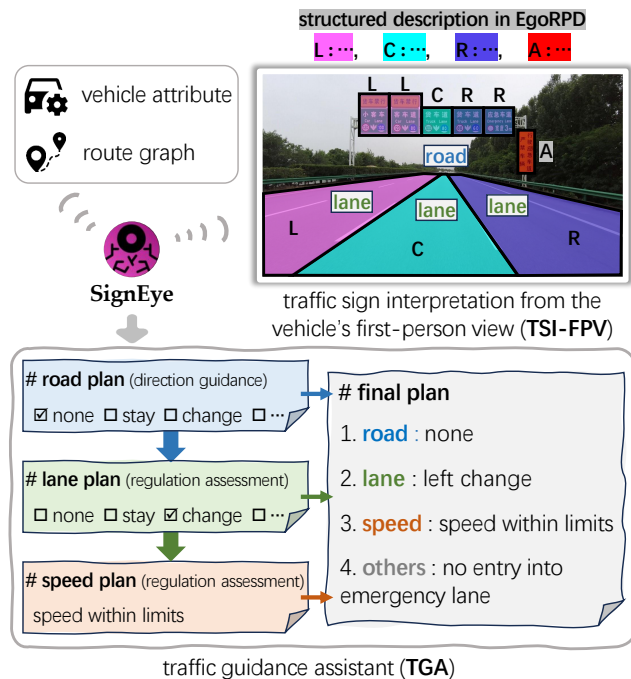 structured description in EgoRPD
L : ···, C : ···, R : ···, A : ···
vehicle attribute
route graph
L L C R R
A
road
lane lane lane
L C R
SignEye
traffic sign interpretation from the
vehicle's first-person view (TSI-FPV)
# road plan (direction guidance)
☑ none ☐ stay ☐ change ☐ ···
# lane plan (regulation assessment)
☐ none ☐ stay ☑ change ☐ ···
# speed plan (regulation assessment)
speed within limits
# final plan
1. road : none
2. lane : left change
3. speed : speed within limits
4. others : no entry into
emergency lane
traffic guidance assistant (TGA)